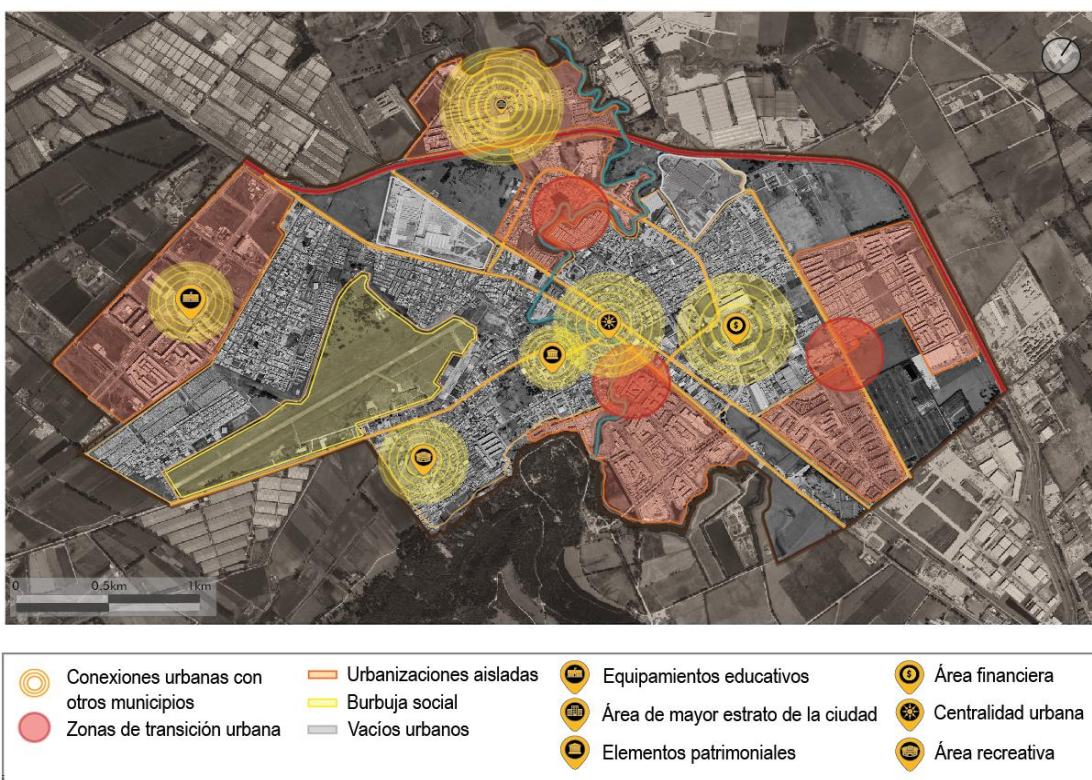 0 0.5km 1km
Conexiones urbanas con
otros municipios
Zonas de transición urbana
Urbanizaciones aisladas
Burbuja social
Vacíos urbanos
Equipamientos educativos
Área de mayor estrato de la ciudad
Elementos patrimoniales
Área financiera
Centralidad urbana
Área recreativa